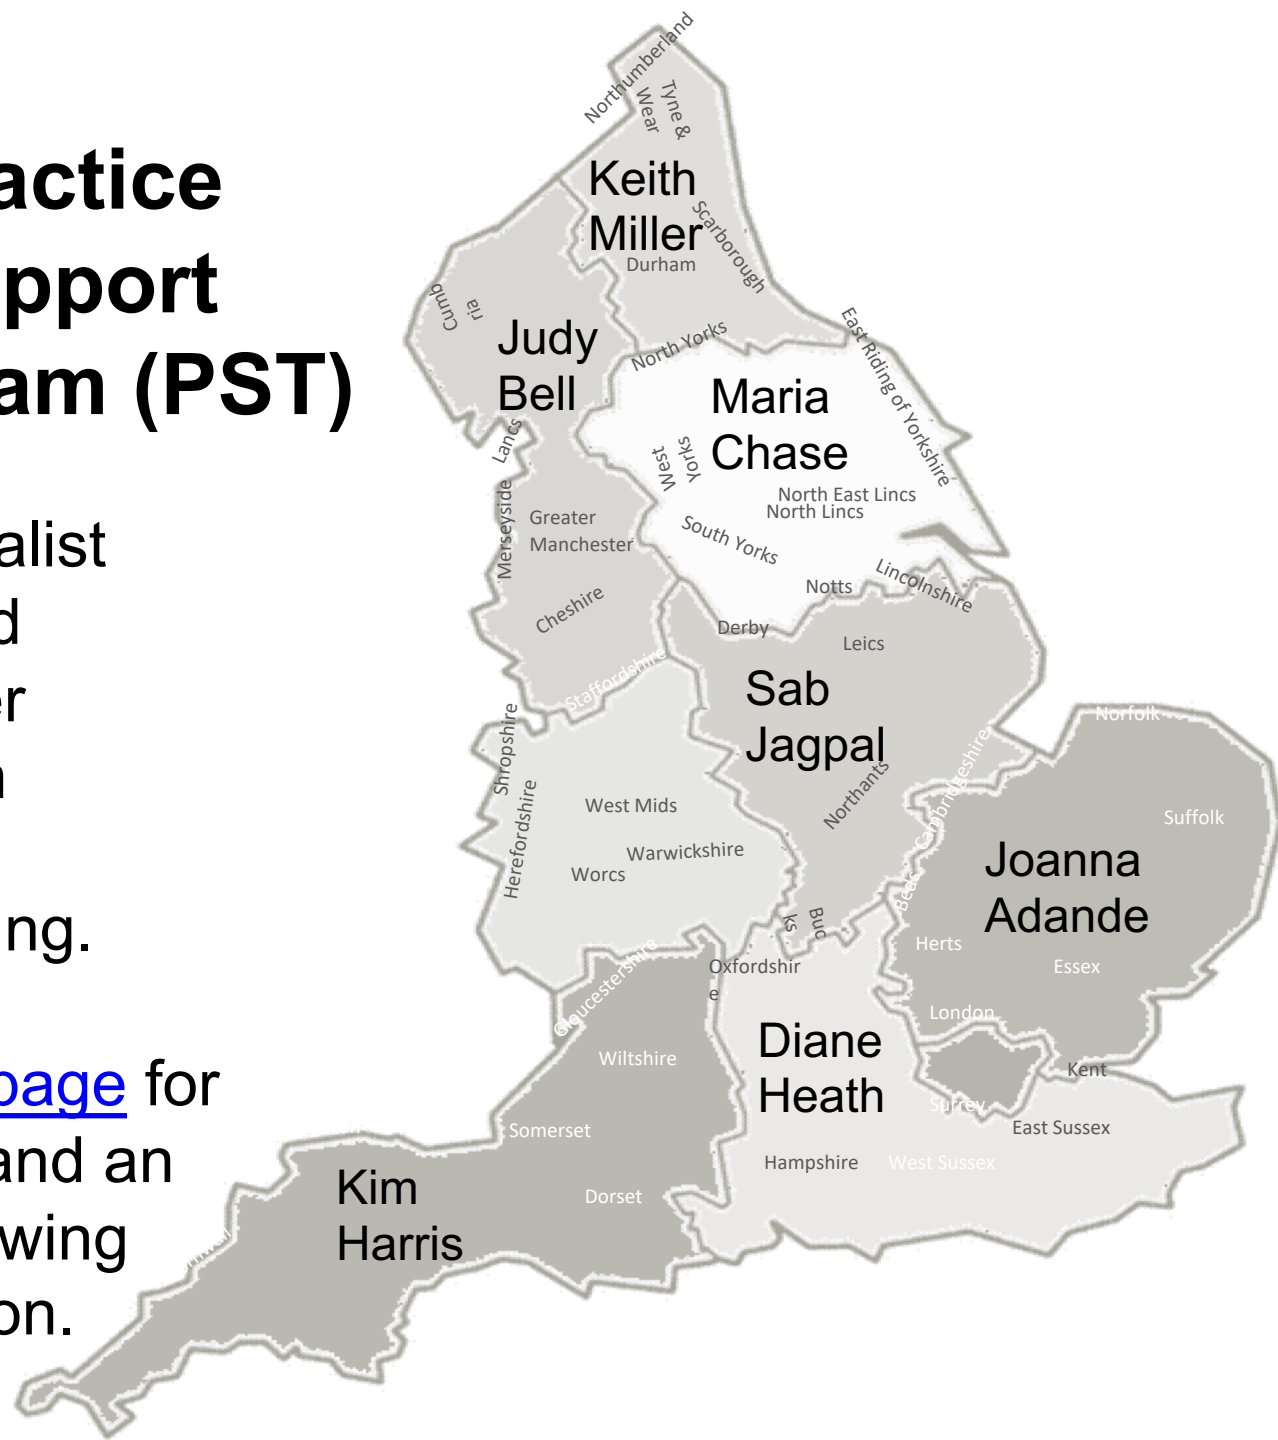 actice
pport
am (PST)
alist
d
er
n
ng.
page for
and an
wing
on.
Northumberland
Tyne &
Wear
Keith
Miller
Scarborough
Durham
Cumb
ria
Judy
Bell
North Yorks
East Riding of Yorkshire
Maria
Chase
Lancs
West
Yorks
Merseyside
North East Lincs
North Lincs
Greater
Manchester
South Yorks
Cheshire
Notts
Lincolnshire
Derby
Leics
Staffordshire
Sab
Jagpal
Shropshire
Northants
Cambridgeshire
Norfolk
Suffolk
Herefordshire
West Mids
Warwickshire
Worcs
Joanna
Adande
Beds
Buc
ks
Herts
Essex
Gloucestershire
Oxfordshir
e
London
Wiltshire
Diane
Heath
Kent
Surrey
East Sussex
Somerset
Hampshire
West Sussex
Kim
Harris
Dorset
rnwall